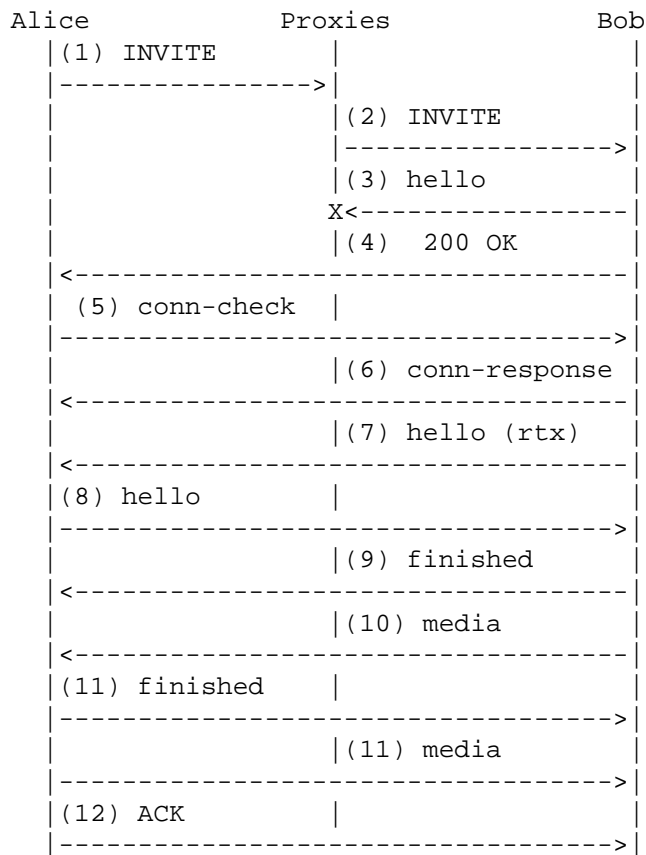 Alice Proxies Bob
(1) INVITE
---------------->
(2) INVITE
----------------->
(3) hello
X<-----------------
(4)  200 OK
<-----------------------------------
(5) conn-check
----------------------------------->
(6) conn-response
<-----------------------------------
(7) hello (rtx)
<-----------------------------------
(8) hello
----------------------------------->
(9) finished
<-----------------------------------
(10) media
<-----------------------------------
(11) finished
----------------------------------->
(11) media
----------------------------------->
(12) ACK
----------------------------------->